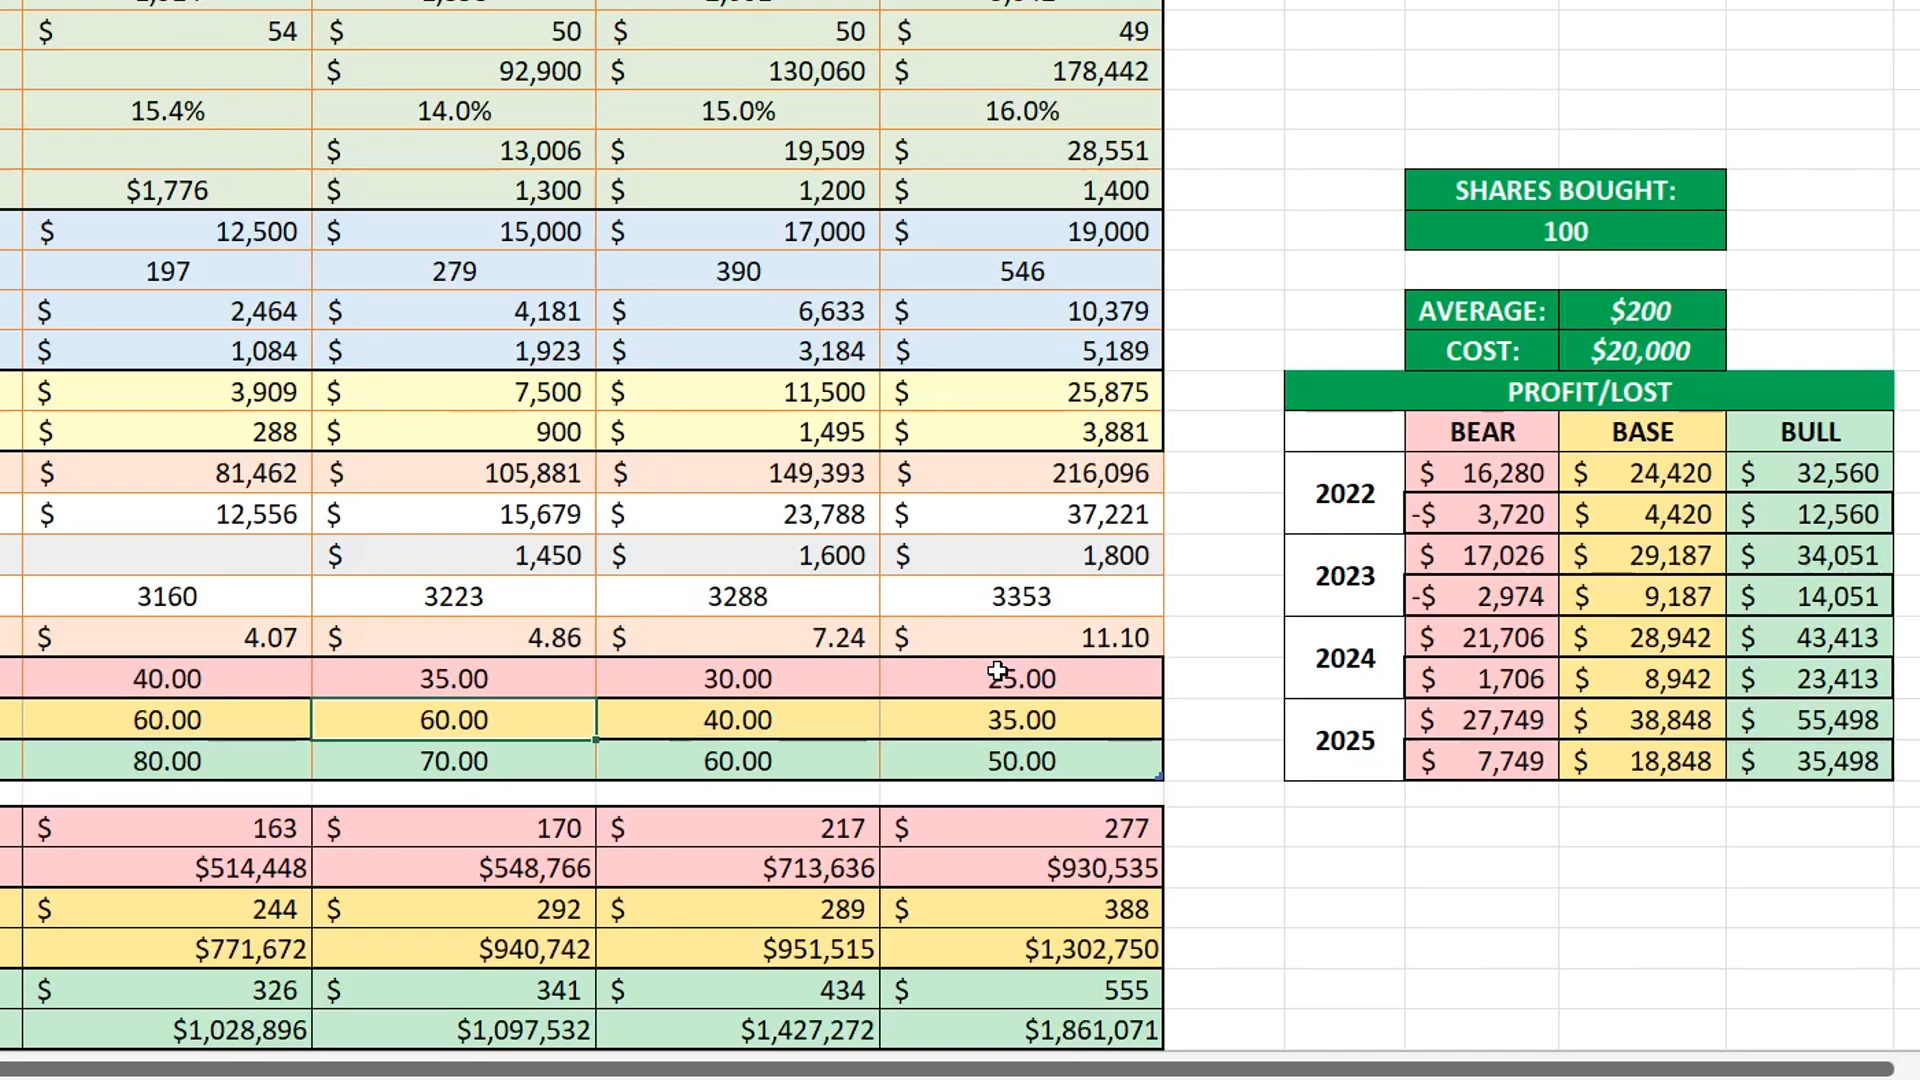 $ 54 $ 50 $ 50 $ 49
$ 92,900 $ 130,060 $ 178,442
15.4% 14.0% 15.0% 16.0%
$ 13,006 $ 19,509 $ 28,551
$1,776 $ 1,300 $ 1,200 $ 1,400
$ 12,500 $ 15,000 $ 17,000 $ 19,000
197 279 390 546
$ 2,464 $ 4,181 $ 6,633 $ 10,379
$ 1,084 $ 1,923 $ 3,184 $ 5,189
$ 3,909 $ 7,500 $ 11,500 $ 25,875
$ 288 $ 900 $ 1,495 $ 3,881
$ 81,462 $ 105,881 $ 149,393 $ 216,096
$ 12,556 $ 15,679 $ 23,788 $ 37,221
$ 1,450 $ 1,600 $ 1,800
3160 3223 3288 3353
$ 4.07 $ 4.86 $ 7.24 $ 11.10
40.00 35.00 30.00 25.00
60.00 60.00 40.00 35.00
80.00 70.00 60.00 50.00
$ 163 $ 170 $ 217 $ 277
$514,448 $548,766 $713,636 $930,535
$ 244 $ 292 $ 289 $ 388
$771,672 $940,742 $951,515 $1,302,750
$ 326 $ 341 $ 434 $ 555
$1,028,896 $1,097,532 $1,427,272 $1,861,071
SHARES BOUGHT:
100
AVERAGE: $200
COST: $20,000
PROFIT/LOST
BEAR BASE BULL
2022
$ 16,280 $ 24,420 $ 32,560
-$ 3,720 $ 4,420 $ 12,560
2023
$ 17,026 $ 29,187 $ 34,051
-$ 2,974 $ 9,187 $ 14,051
2024
$ 21,706 $ 28,942 $ 43,413
$ 1,706 $ 8,942 $ 23,413
2025
$ 27,749 $ 38,848 $ 55,498
$ 7,749 $ 18,848 $ 35,498